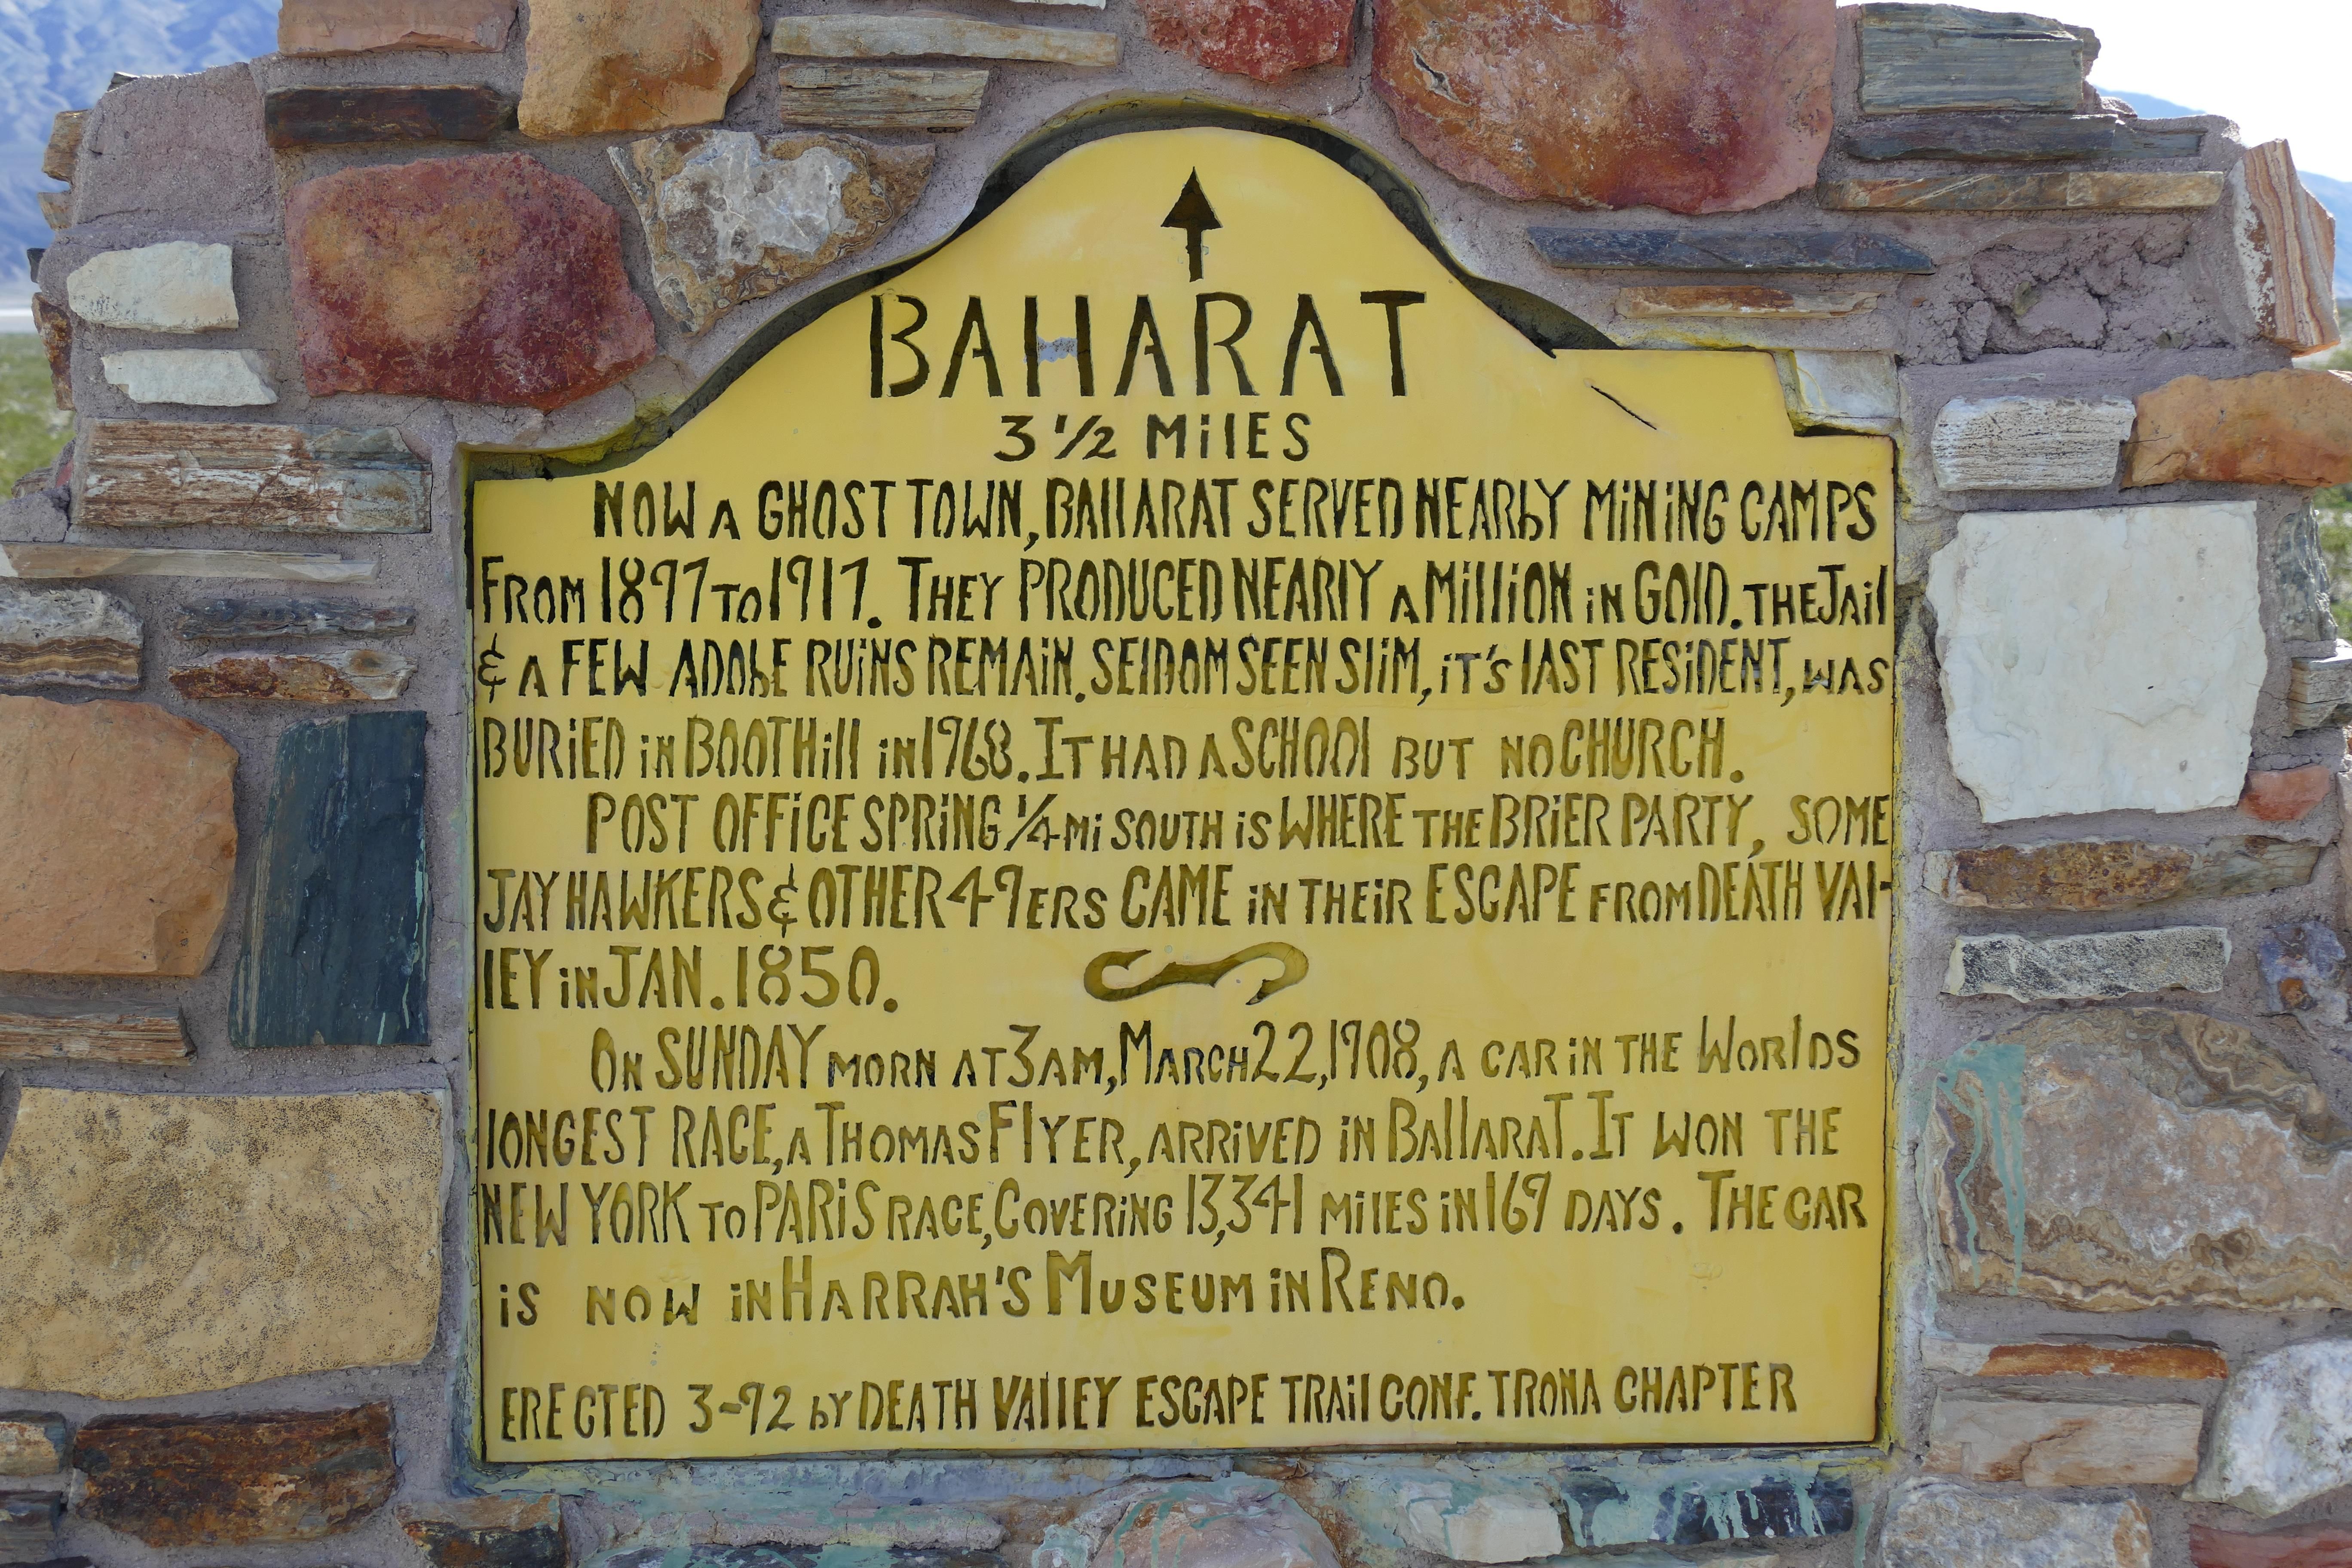 BAHARAT
3 1/2 MILES
NOW A GHOST TOWN, BALLARAT SERVED NEARBY MINING CAMPS
FROM 1897 TO 1917. THEY PRODUCED NEARLY A MILLION IN GOLD. THE JAIL
& A FEW ADOBE RUINS REMAIN. SELDOM SEEN SLIM, IT'S LAST RESIDENT, WAS
BURIED IN BOOTHILL IN 1968. IT HAD A SCHOOL BUT NO CHURCH.
POST OFFICE SPRING 1/4 MI SOUTH IS WHERE THE BRIER PARTY, SOME
JAYHAWKERS & OTHER 49ERS CAME IN THEIR ESCAPE FROM DEATH VAL-
LEY IN JAN. 1850.
ON SUNDAY MORN AT 3AM, MARCH 22, 1908, A CAR IN THE WORLDS
LONGEST RACE, A THOMAS FLYER, ARRIVED IN BALLARAT. IT WON THE
NEW YORK TO PARIS RACE, COVERING 13,341 MILES IN 169 DAYS. THE CAR
IS NOW IN HARRAH'S MUSEUM IN RENO.
ERECTED 3-92 BY DEATH VALLEY ESCAPE TRAIL CONF. TRONA CHAPTER